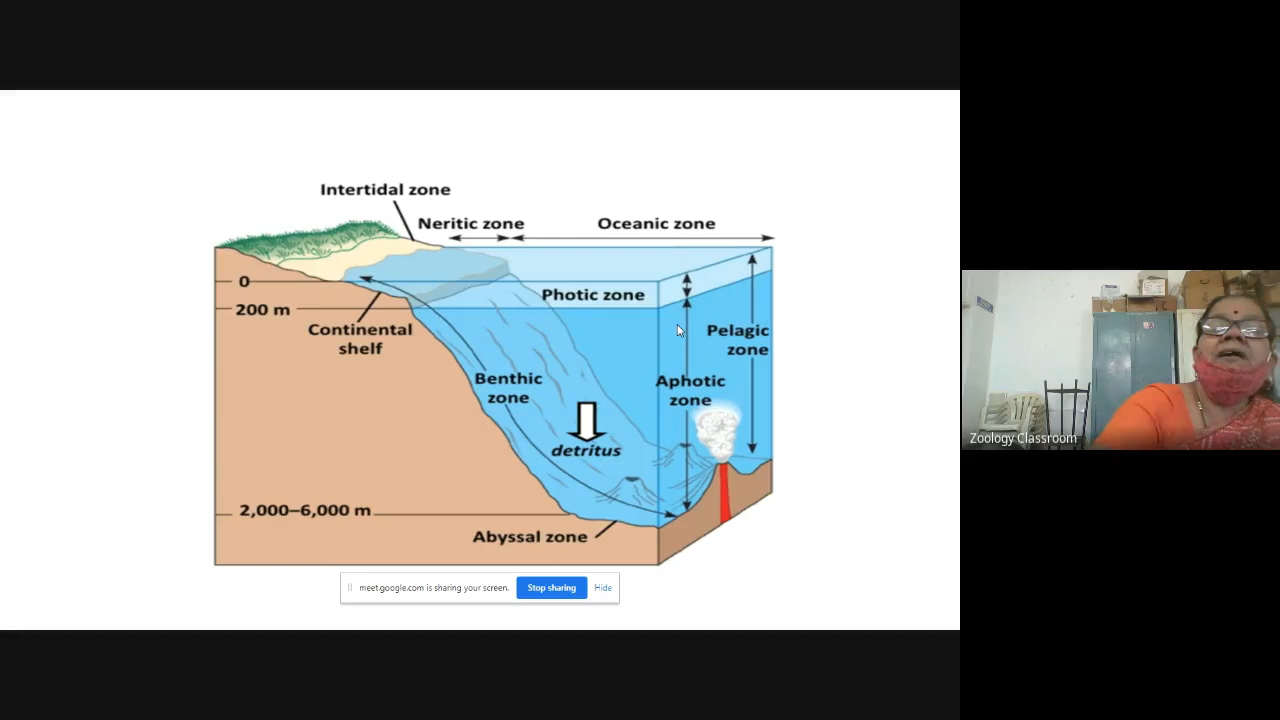 Intertidal zone
Neritic zone
Oceanic zone
0
Photic zone
200 m
Continental
shelf
Pelagic
zone
Benthic
zone
Aphotic
zone
detritus
2,000–6,000 m
Abyssal zone
meet.google.com is sharing your screen.
Stop sharing
Hide
Zoology Classroom